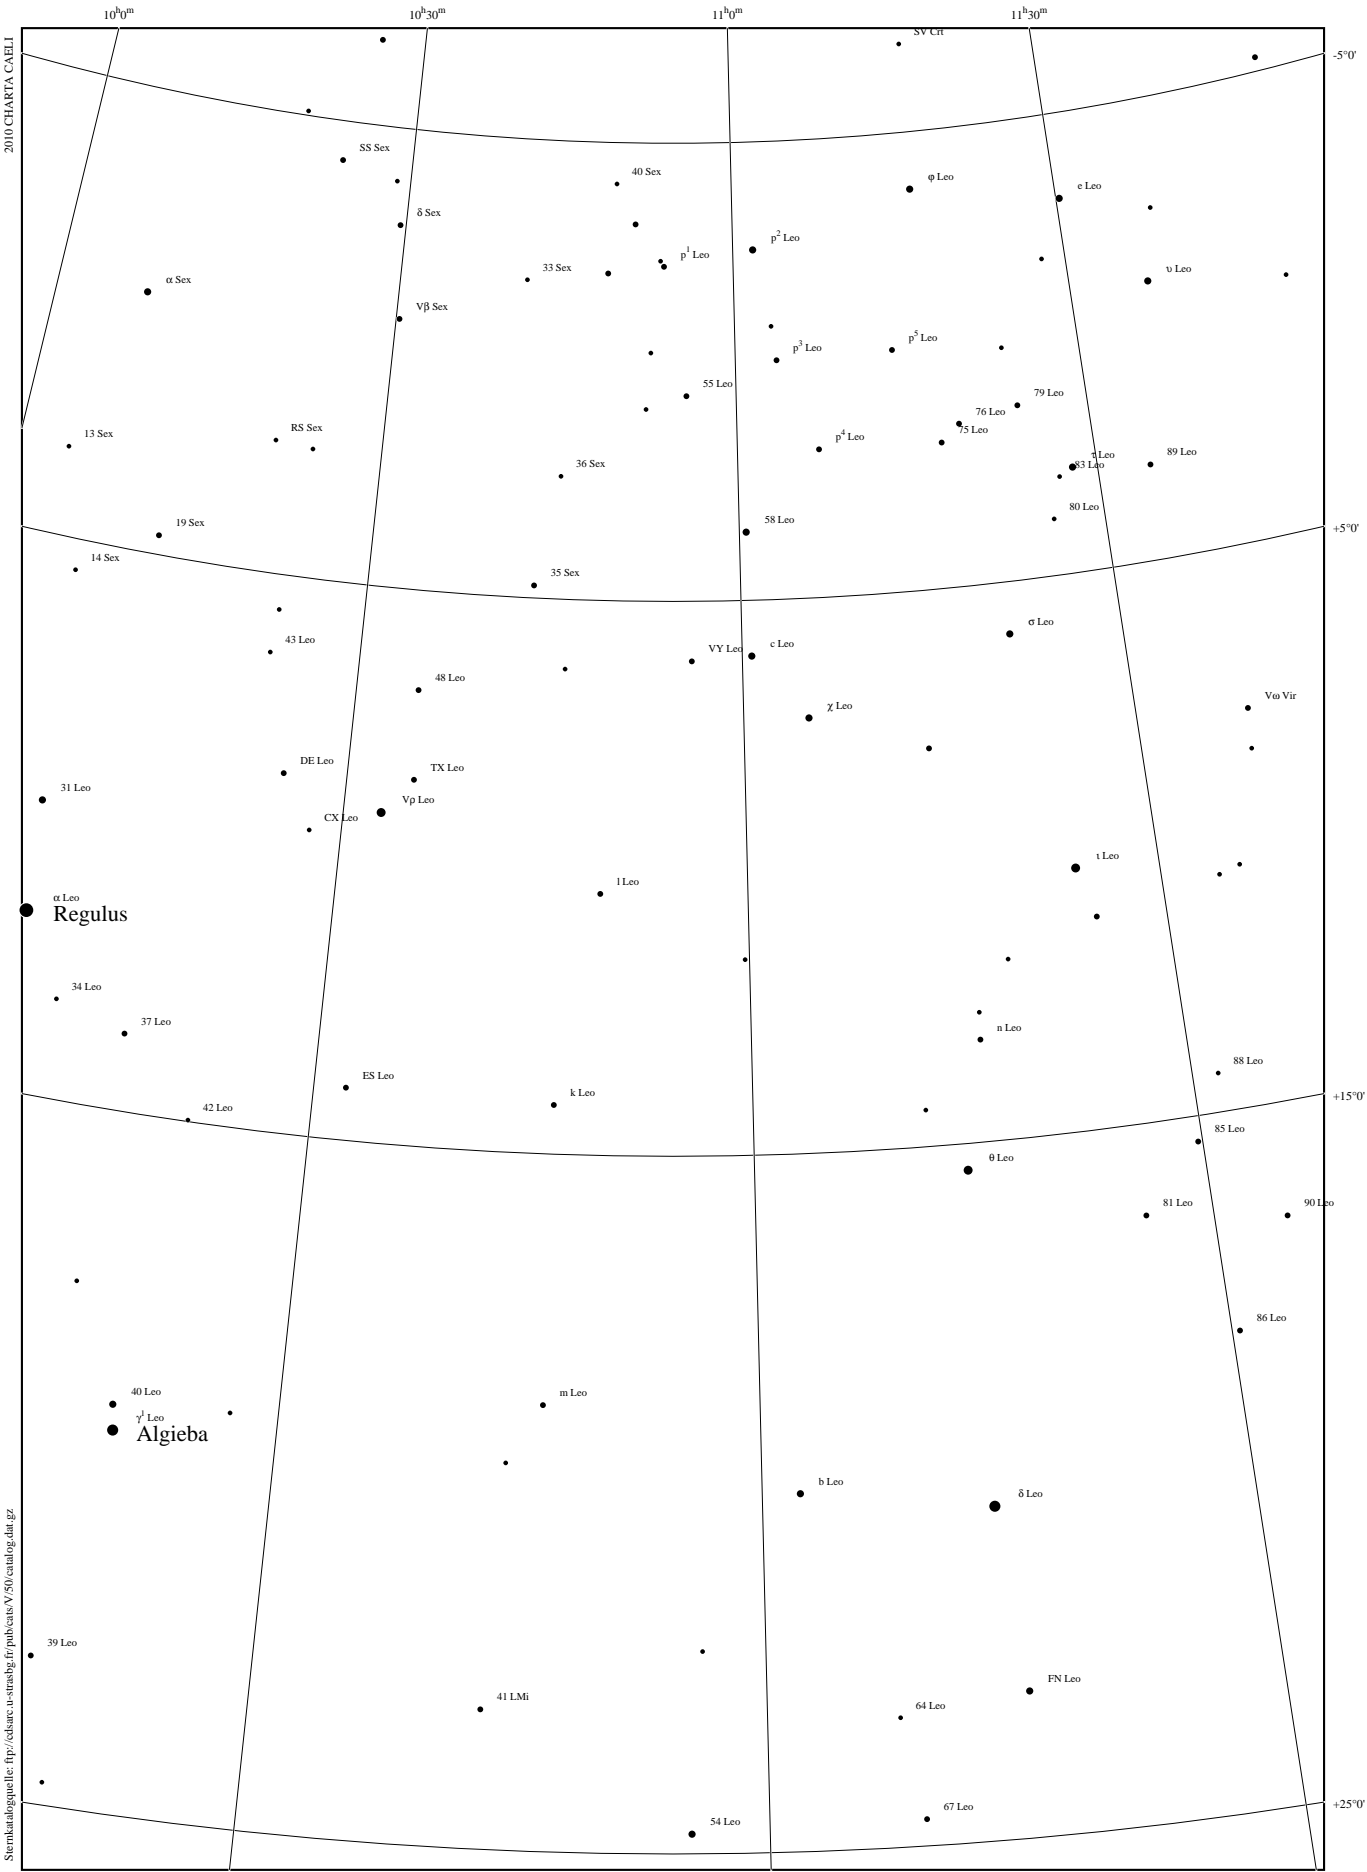 10ʰ0ᵐ
10ʰ30ᵐ
11ʰ0ᵐ
11ʰ30ᵐ
2010 CHARTA CAELI
SV Crt
-5°0'
SS Sex
40 Sex
φ Leo
e Leo
δ Sex
p² Leo
p¹ Leo
33 Sex
υ Leo
α Sex
Vβ Sex
p⁵ Leo
p³ Leo
55 Leo
79 Leo
76 Leo
75 Leo
13 Sex
RS Sex
p⁴ Leo
τ Leo
83 Leo
89 Leo
36 Sex
80 Leo
58 Leo
19 Sex
+5°0'
14 Sex
35 Sex
σ Leo
43 Leo
VY Leo
c Leo
48 Leo
Vω Vir
χ Leo
DE Leo
TX Leo
31 Leo
Vρ Leo
CX Leo
ι Leo
l Leo
α Leo
Regulus
34 Leo
37 Leo
n Leo
88 Leo
ES Leo
k Leo
+15°0'
42 Leo
85 Leo
θ Leo
81 Leo
90 Leo
86 Leo
40 Leo
m Leo
γ¹ Leo
Algieba
b Leo
δ Leo
39 Leo
FN Leo
41 LMi
64 Leo
+25°0'
67 Leo
54 Leo
Sternkatalogquelle: ftp://cdsarc.u-strasbg.fr/pub/cats/V/50/catalog.dat.gz